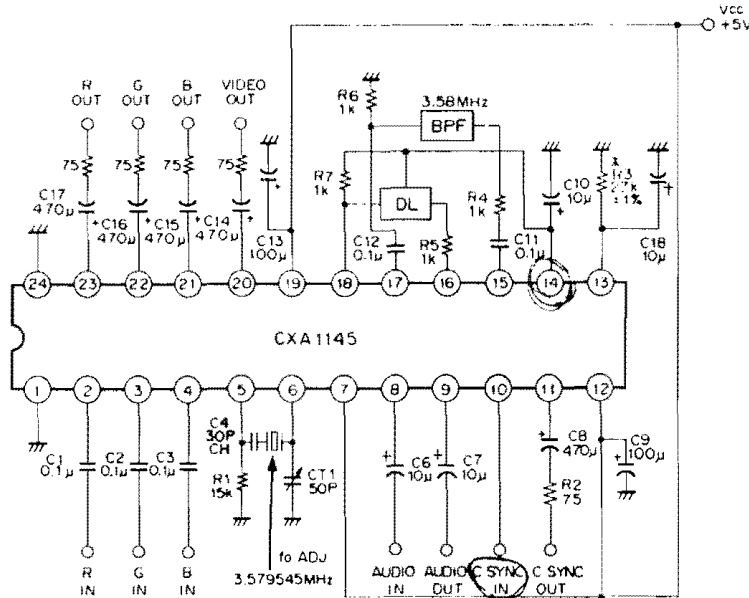 Vcc
+5V
R OUT
G OUT
B OUT
VIDEO OUT
R6
1k
3.58MHz
BPF
75
75
75
75
R7
1k
DL
R4
1k
C10
10μ
*
R3
±1%
C17
470μ
C16
470μ
C15
470μ
C14
470μ
C13
100μ
C12
0.1μ
R5
1k
C11
0.1μ
C18
10μ
24
23
22
21
20
19
18
17
16
15
14
13
CXA1145
1
2
3
4
5
6
7
8
9
10
11
12
C1
0.1μ
C2
0.1μ
C3
0.1μ
C4
30P
CH
R1
15k
CT1
50P
C6
10μ
C7
10μ
C8
470μ
R2
75
C9
100μ
R IN
G IN
B IN
fo ADJ
3.579545MHz
AUDIO IN
AUDIO OUT
C SYNC IN
C SYNC OUT